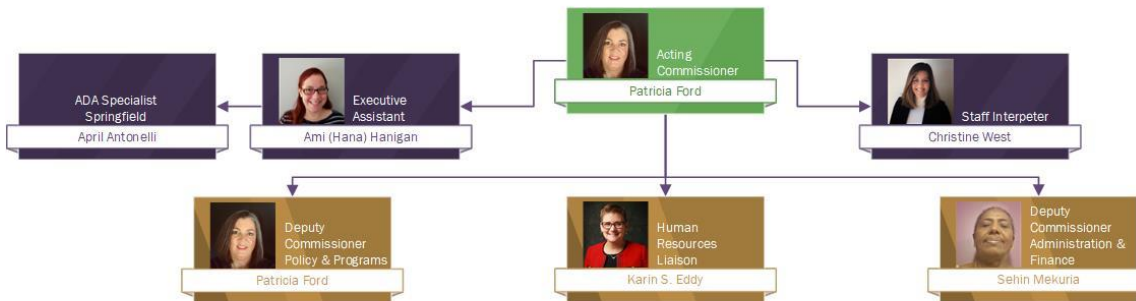 Acting
Commissioner
Patricia Ford
ADA Specialist
Springfield
April Antonelli
Executive
Assistant
Ami (Hana) Hanigan
Staff Interpeter
Christine West
Deputy
Commissioner
Policy & Programs
Patricia Ford
Human
Resources
Liaison
Karin S. Eddy
Deputy
Commissioner
Administration &
Finance
Sehin Mekuria